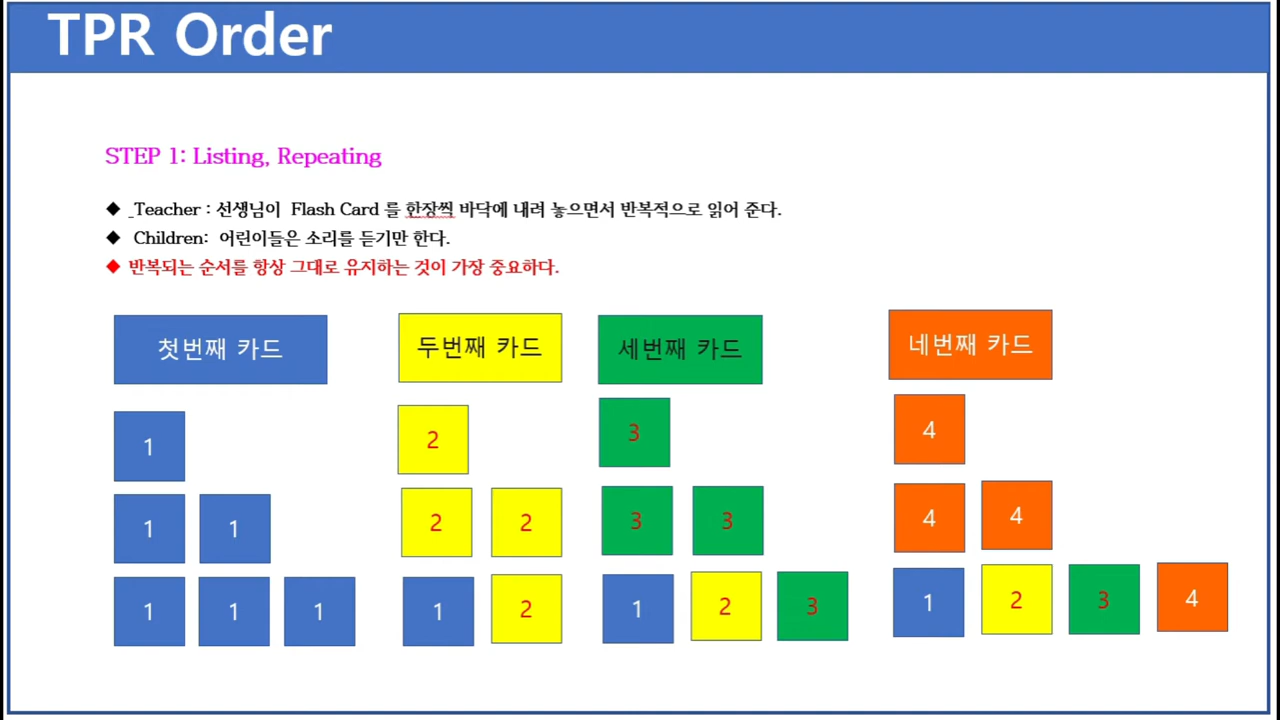 TPR Order
STEP 1: Listing, Repeating
◆ _Teacher : 선생님이 Flash Card 를 한장씩 바닥에 내려 놓으면서 반복적으로 읽어 준다.
◆ Children: 어린이들은 소리를 듣기만 한다.
◆ 반복되는 순서를 항상 그대로 유지하는 것이 가장 중요하다.
첫번째 카드
1
1 1
1 1 1
두번째 카드
2
2 2
1 2
세번째 카드
3
3 3
1 2 3
네번째 카드
4
4 4
1 2 3 4